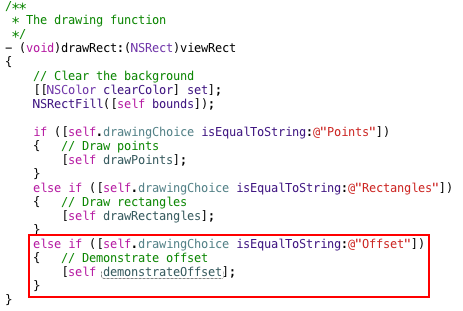 /**
 * The drawing function
 */
- (void)drawRect:(NSRect)viewRect
{
    // Clear the background
    [[NSColor clearColor] set];
    NSRectFill([self bounds]);

    if ([self.drawingChoice isEqualToString:@"Points"])
    {   // Draw points
        [self drawPoints];
    }
    else if ([self.drawingChoice isEqualToString:@"Rectangles"])
    {   // Draw rectangles
        [self drawRectangles];
    }
    else if ([self.drawingChoice isEqualToString:@"Offset"])
    {   // Demonstrate offset
        [self demonstrateOffset];
    }
}